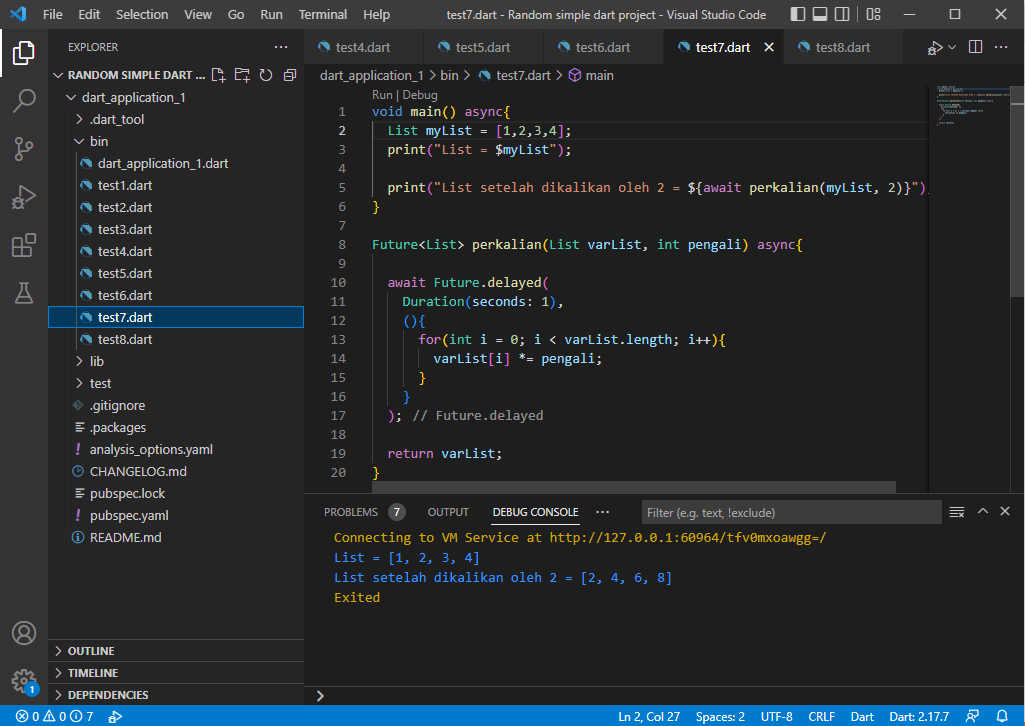 File Edit Selection View Go Run Terminal Help test7.dart - Random simple dart project - Visual Studio Code
EXPLORER
RANDOM SIMPLE DART ...
dart_application_1
.dart_tool
bin
dart_application_1.dart
test1.dart
test2.dart
test3.dart
test4.dart
test5.dart
test6.dart
test7.dart
test8.dart
lib
test
.gitignore
.packages
analysis_options.yaml
CHANGELOG.md
pubspec.lock
pubspec.yaml
README.md
OUTLINE
TIMELINE
DEPENDENCIES
test4.dart test5.dart test6.dart test7.dart test8.dart
dart_application_1 > bin > test7.dart > main
Run | Debug
1 void main() async{
2 List myList = [1,2,3,4];
3 print("List = $myList");
4
5 print("List setelah dikalikan oleh 2 = ${await perkalian(myList, 2)}")
6 }
7
8 Future<List> perkalian(List varList, int pengali) async{
9
10 await Future.delayed(
11 Duration(seconds: 1),
12 (){
13 for(int i = 0; i < varList.length; i++){
14 varList[i] *= pengali;
15 }
16 }
17 ); // Future.delayed
18
19 return varList;
20 }
PROBLEMS 7 OUTPUT DEBUG CONSOLE ... Filter (e.g. text, !exclude)
Connecting to VM Service at http://127.0.0.1:60964/tfv0mxoawgg=/
List = [1, 2, 3, 4]
List setelah dikalikan oleh 2 = [2, 4, 6, 8]
Exited
1
0 0 7 Ln 2, Col 27 Spaces: 2 UTF-8 CRLF Dart Dart: 2.17.7